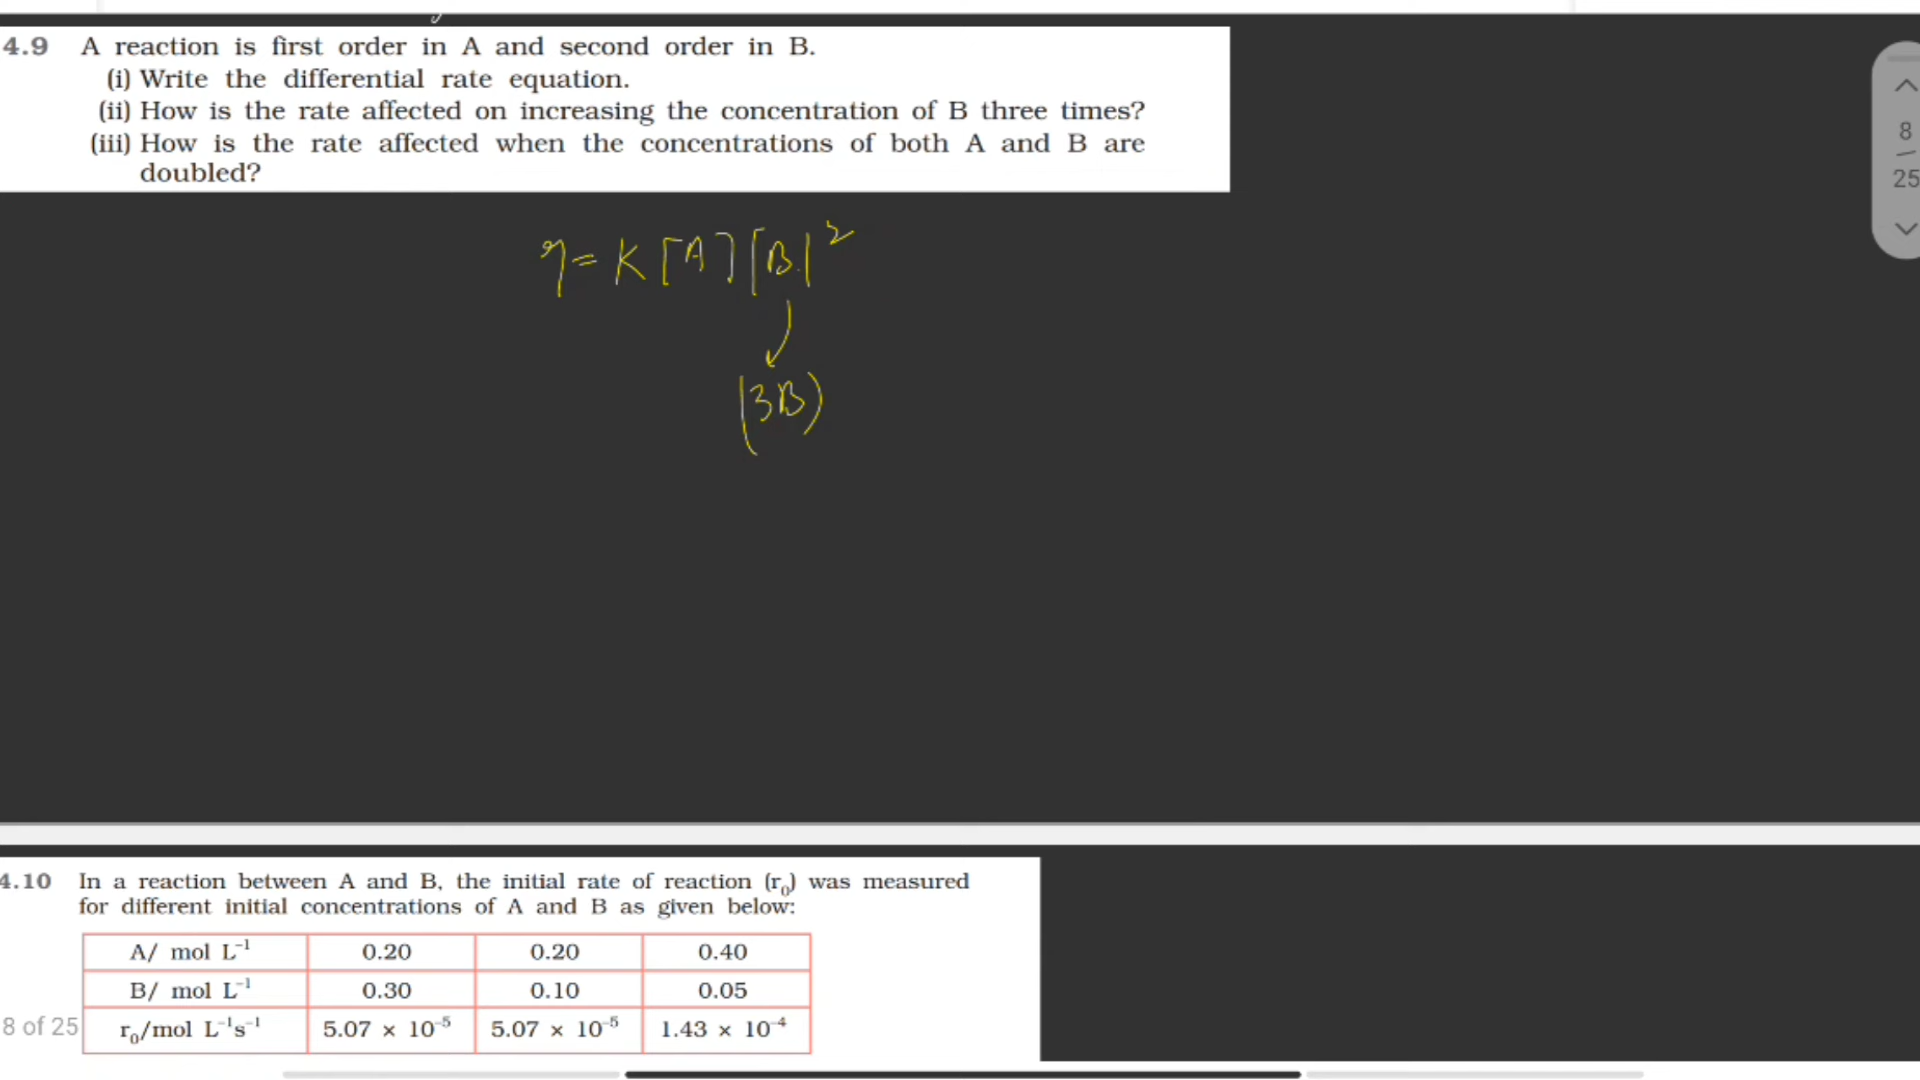 4.9 A reaction is first order in A and second order in B.
(i) Write the differential rate equation.
(ii) How is the rate affected on increasing the concentration of B three times?
(iii) How is the rate affected when the concentrations of both A and B are
doubled?
r = K [A] [B]²
(3B)
8
25
4.10 In a reaction between A and B, the initial rate of reaction (r₀) was measured
for different initial concentrations of A and B as given below:
A/ mol L⁻¹ 0.20 0.20 0.40
B/ mol L⁻¹ 0.30 0.10 0.05
r₀/mol L⁻¹s⁻¹ 5.07 × 10⁻⁵ 5.07 × 10⁻⁵ 1.43 × 10⁻⁴
8 of 25